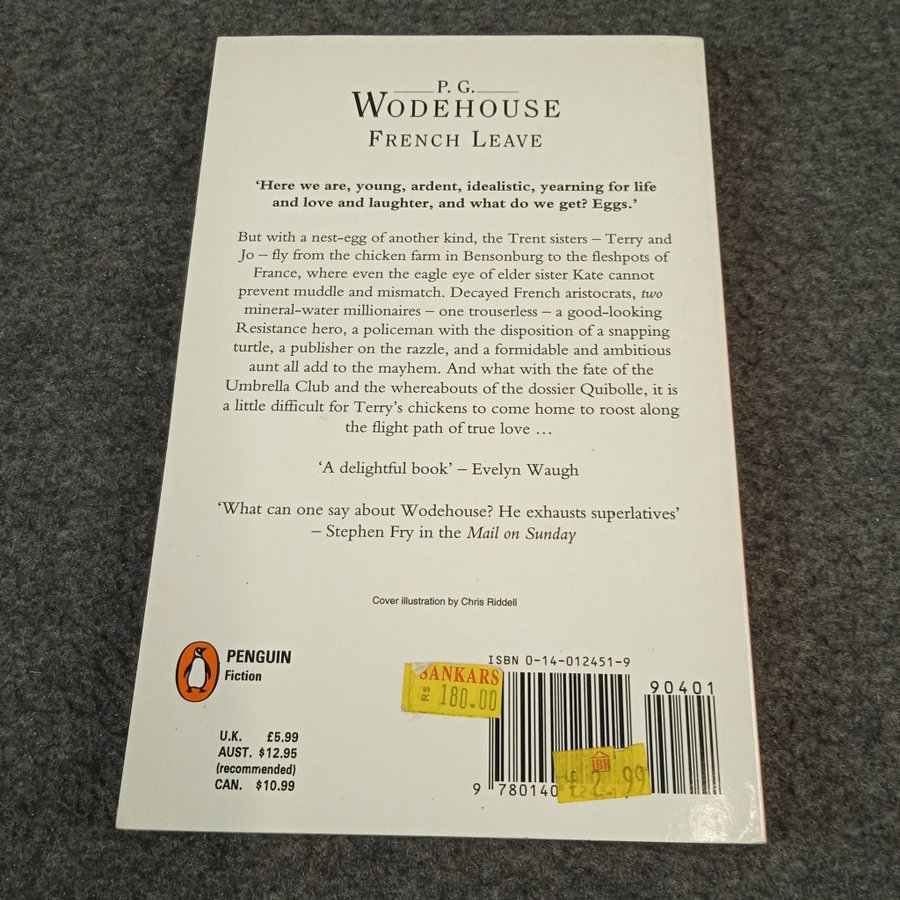 P. G.
WODEHOUSE
FRENCH LEAVE
‘Here we are, young, ardent, idealistic, yearning for life
and love and laughter, and what do we get? Eggs.’
But with a nest-egg of another kind, the Trent sisters – Terry and
Jo – fly from the chicken farm in Bensonburg to the fleshpots of
France, where even the eagle eye of elder sister Kate cannot
prevent muddle and mismatch. Decayed French aristocrats, two
mineral-water millionaires – one trouserless – a good-looking
Resistance hero, a policeman with the disposition of a snapping
turtle, a publisher on the razzle, and a formidable and ambitious
aunt all add to the mayhem. And what with the fate of the
Umbrella Club and the whereabouts of the dossier Quibolle, it is
a little difficult for Terry’s chickens to come home to roost along
the flight path of true love …
‘A delightful book’ – Evelyn Waugh
‘What can one say about Wodehouse? He exhausts superlatives’
– Stephen Fry in the Mail on Sunday
Cover illustration by Chris Riddell
PENGUIN
Fiction
U.K. £5.99
AUST. $12.95
(recommended)
CAN. $10.99
ISBN 0-14-012451-9
SANKARS
RS 180.00
90401
IBH
£2.99
9 780140